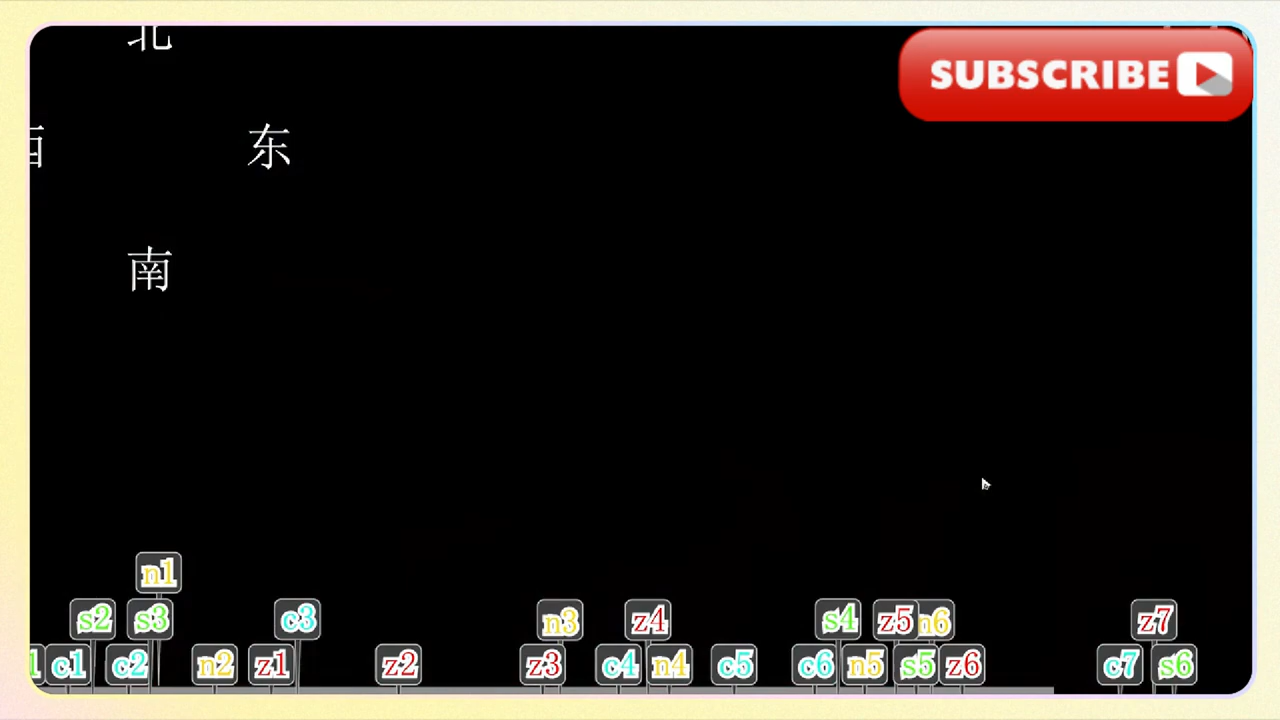 北
SUBSCRIBE
西 东
南
n1
s2 s3 c3 n3 z4 s4 z5 n6 z7
c1 c2 n2 z1 z2 z3 c4 n4 c5 c6 n5 s5 z6 c7 s6